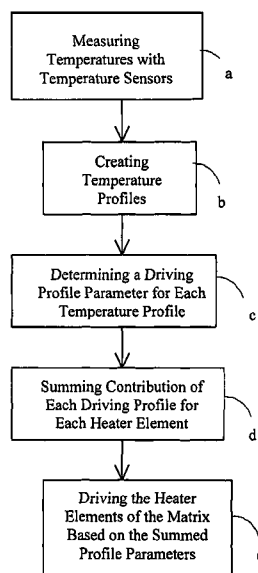 Measuring
Temperatures with
Temperature Sensors
a
Creating
Temperature
Profiles
b
Determining a Driving
Profile Parameter for Each
Temperature Profile
c
Summing Contribution of
Each Driving Profile for
Each Heater Element
d
Driving the Heater
Elements of the Matrix
Based on the Summed
Profile Parameters